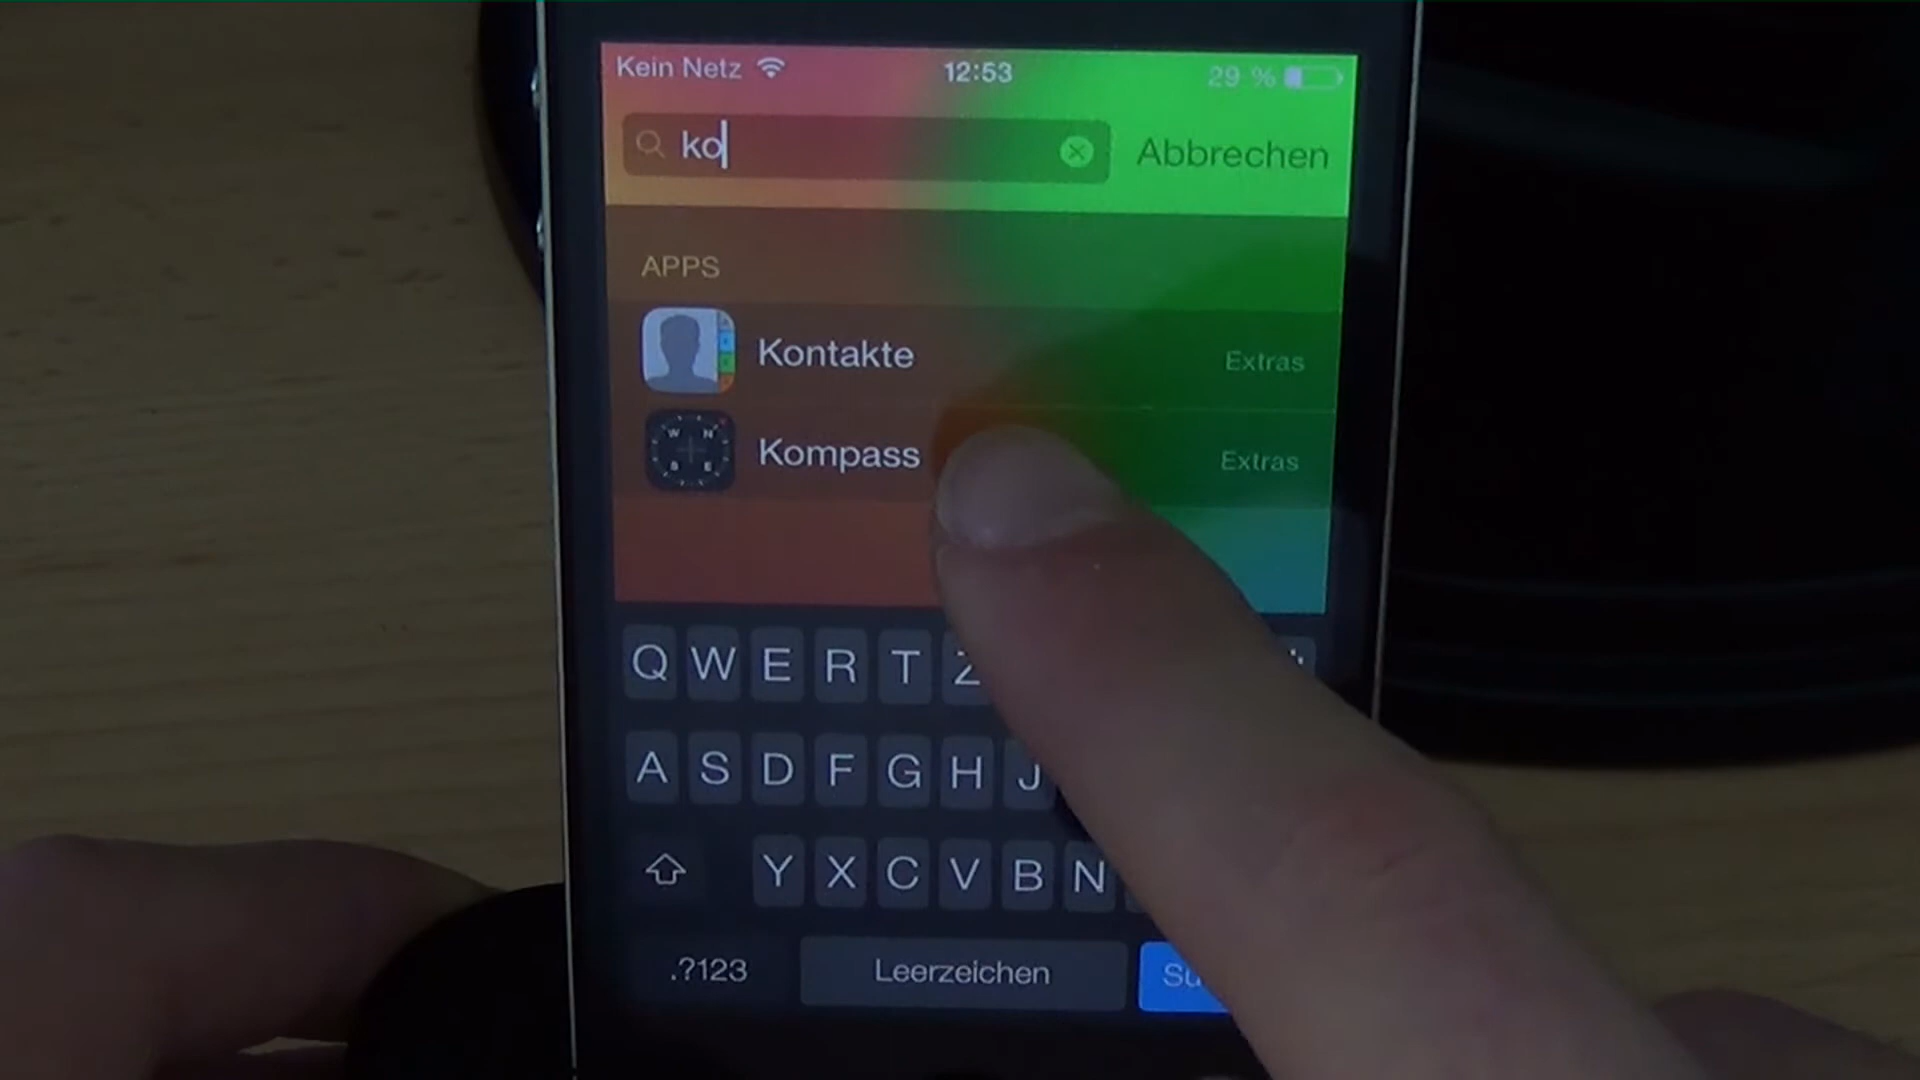 Kein Netz 12:53 29 %
ko Abbrechen
APPS
Kontakte Extras
Kompass Extras
Q W E R T Z
A S D F G H J
Y X C V B N
.?123 Leerzeichen